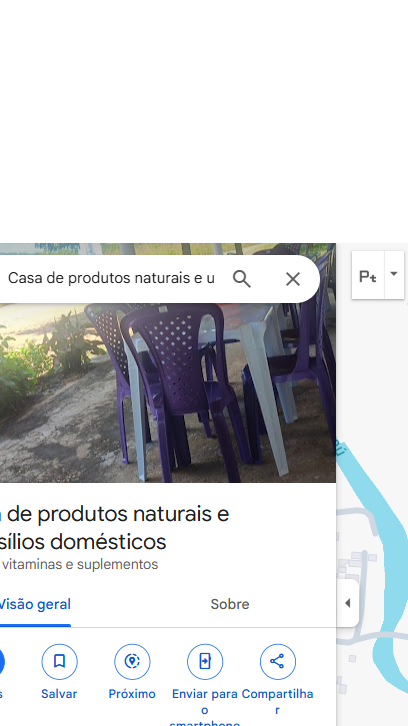 Casa de produtos naturais e u
de produtos naturais e
sílios domésticos
vitaminas e suplementos
Visão geral
Sobre
s
Salvar
Próximo
Enviar para
o
smartphone
Compartilha
r